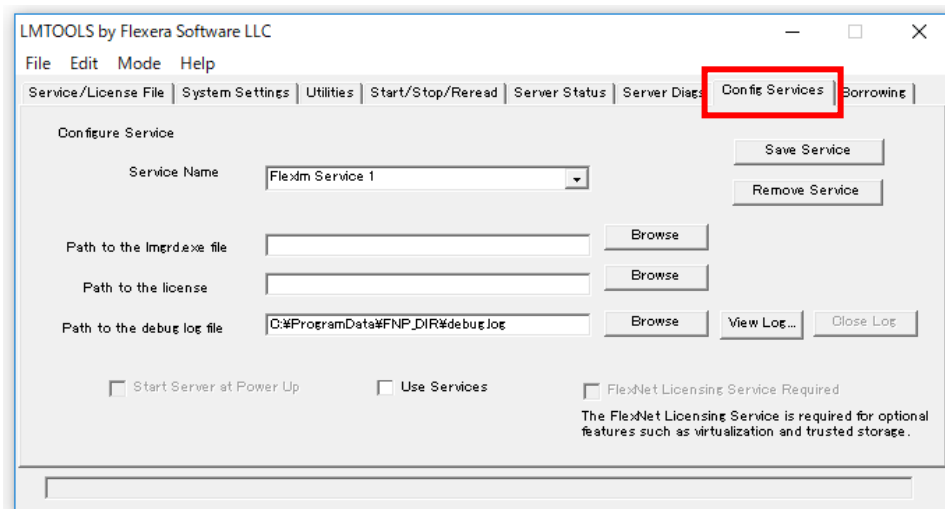 LMTOOLS by Flexera Software LLC
File Edit Mode Help
Service/License File System Settings Utilities Start/Stop/Reread Server Status Server Diags Config Services Borrowing
Configure Service
Save Service
Service Name Flexlm Service 1
Remove Service
Path to the lmgrd.exe file Browse
Path to the license Browse
Path to the debug log file C:¥ProgramData¥FNP_DIR¥debug.log Browse View Log... Close Log
Start Server at Power Up Use Services FlexNet Licensing Service Required
The FlexNet Licensing Service is required for optional
features such as virtualization and trusted storage.